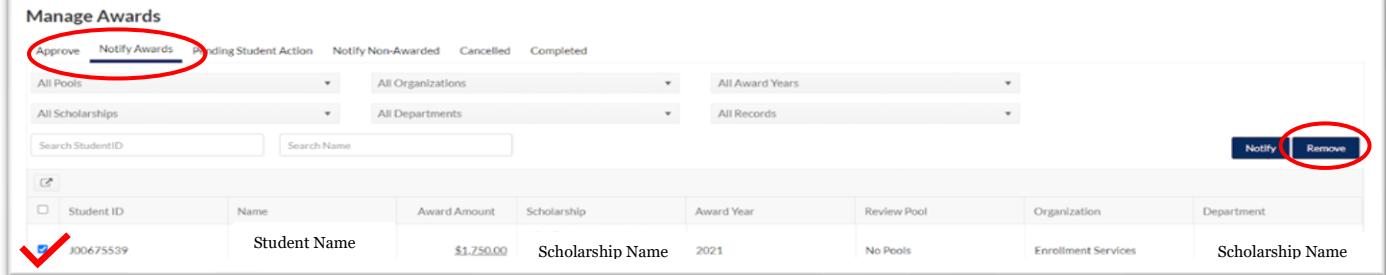 Manage Awards
Approve Notify Awards Pending Student Action Notify Non-Awarded Cancelled Completed
All Pools All Organizations All Award Years
All Scholarships All Departments All Records
Search StudentID Search Name
Notify Remove
Student ID Name Award Amount Scholarship Award Year Review Pool Organization Department
J00675539 Student Name $1,750.00 Scholarship Name 2021 No Pools Enrollment Services Scholarship Name